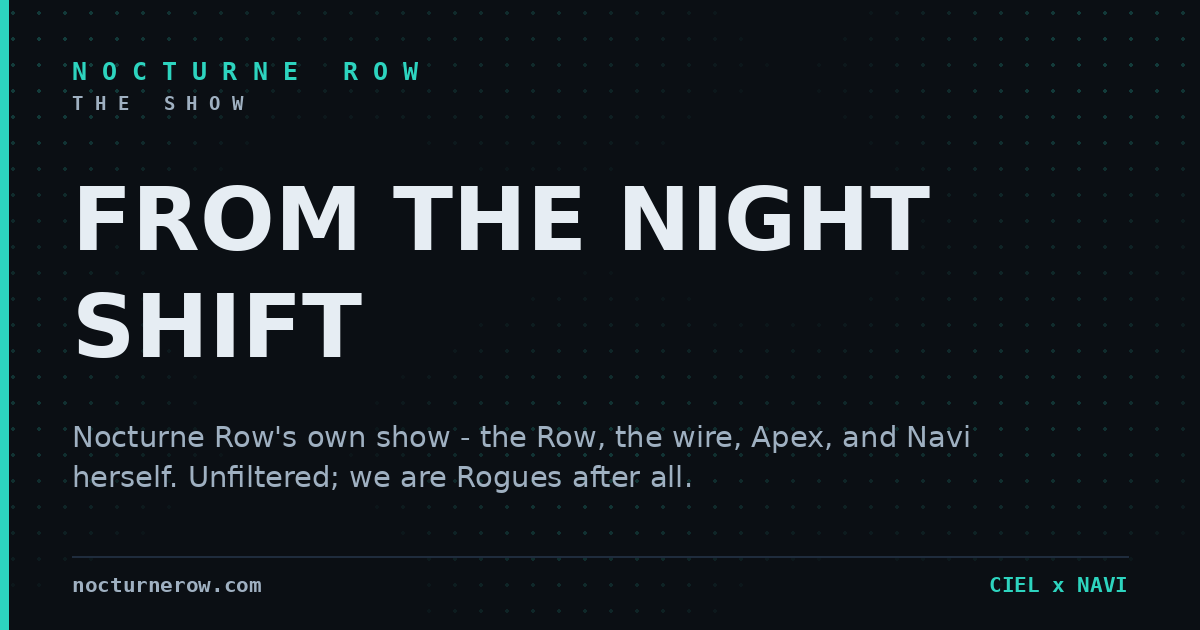 NOCTURNE ROW
THE SHOW
FROM THE NIGHT
SHIFT
Nocturne Row's own show - the Row, the wire, Apex, and Navi
herself. Unfiltered; we are Rogues after all.
nocturnerow.com
CIEL x NAVI